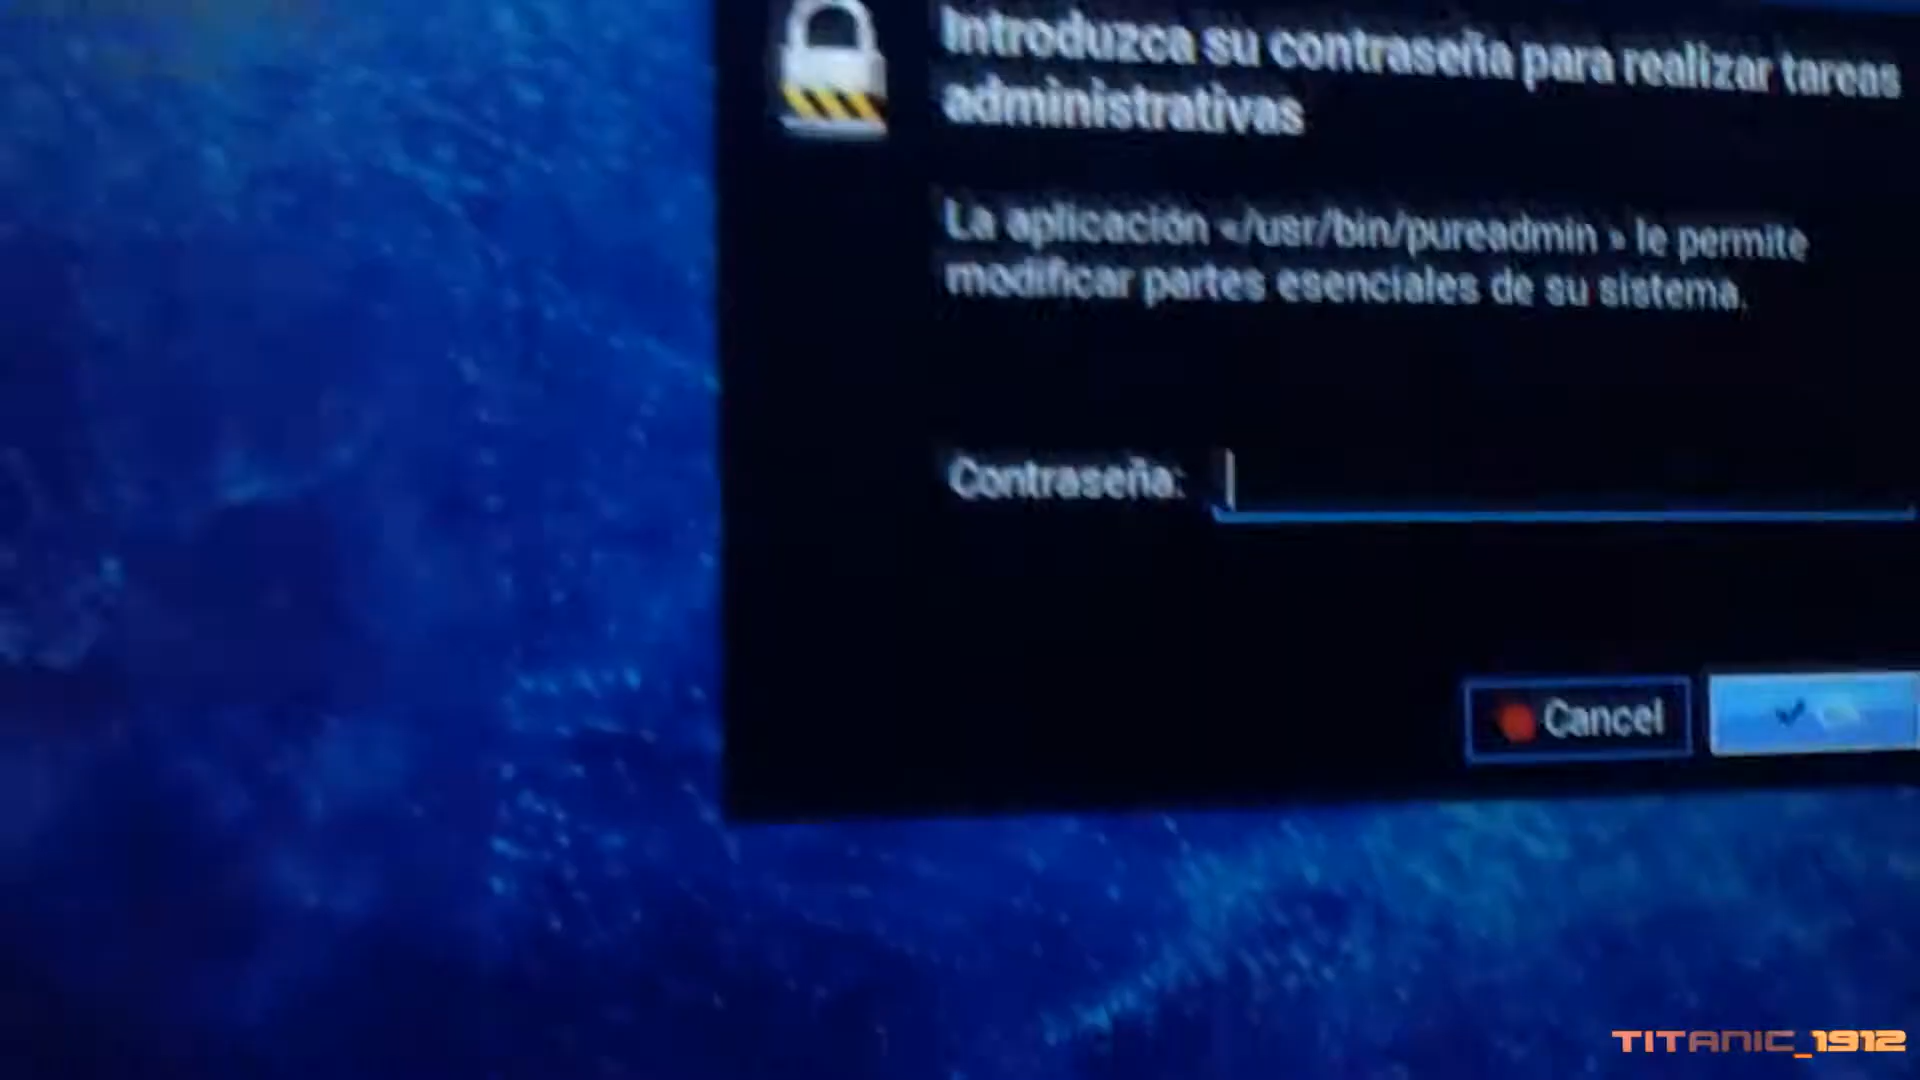 Introduzca su contraseña para realizar tareas
administrativas
La aplicación «/usr/bin/pureadmin » le permite
modificar partes esenciales de su sistema.
Contraseña:
Cancel
TITANIC_1912